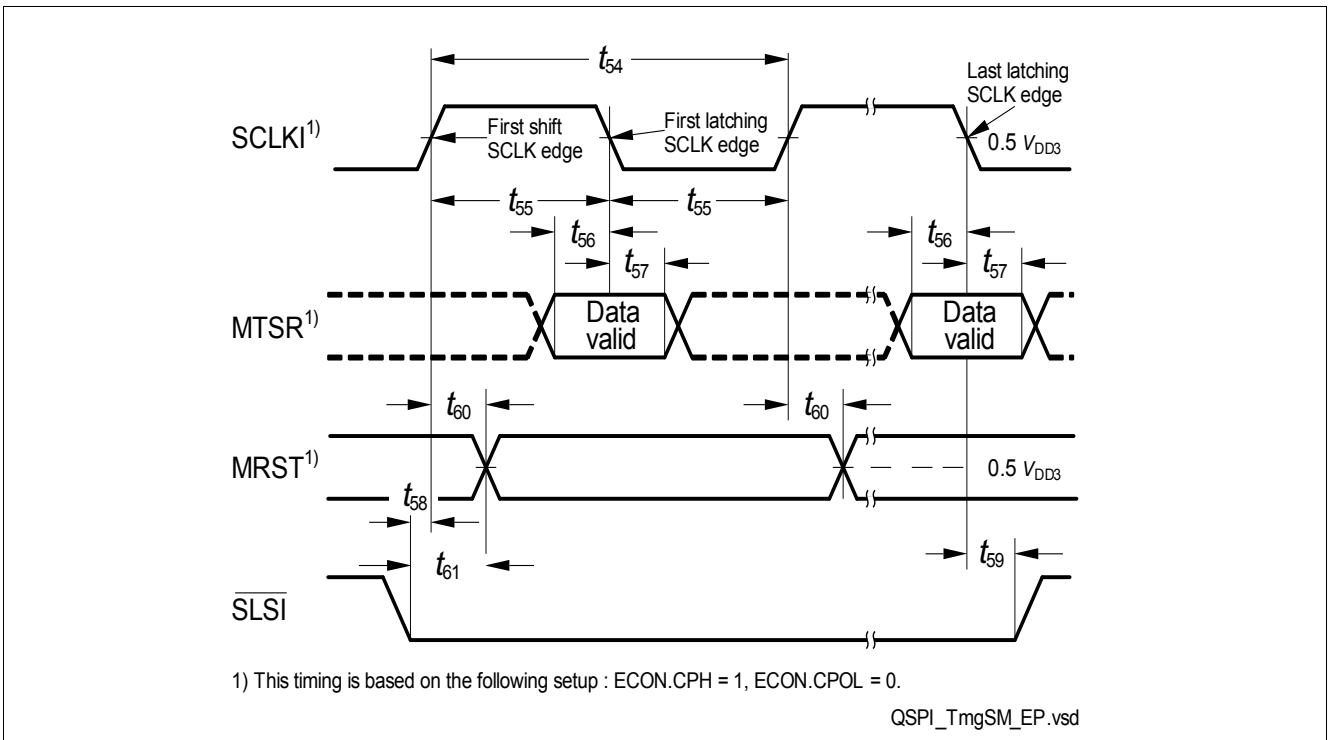 t54
Last latching
SCLK edge
SCLKI1)
First shift
SCLK edge
First latching
SCLK edge
0.5 VDD3
t55
t55
t56
t57
t56
t57
MTSR1)
Data
valid
Data
valid
t60
t60
MRST1)
0.5 VDD3
t58
t61
t59
SLSI
1) This timing is based on the following setup : ECON.CPH = 1, ECON.CPOL = 0.
QSPI_TmgSM_EP.vsd